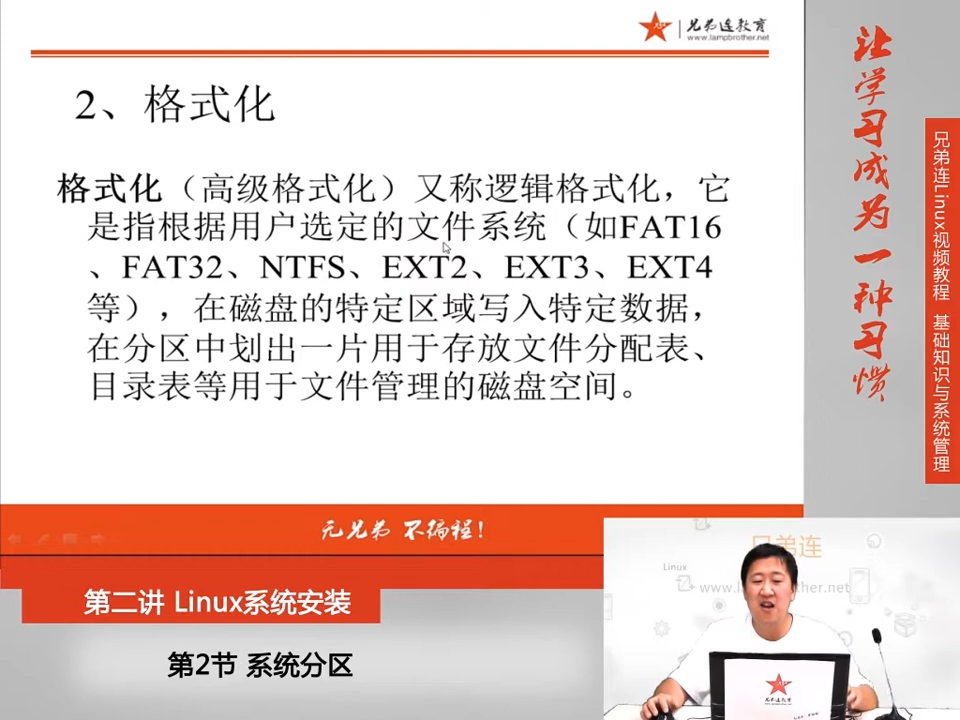 兄弟连教育
www.lampbrother.net
2、格式化
格式化（高级格式化）又称逻辑格式化，它
是指根据用户选定的文件系统（如FAT16
、FAT32、NTFS、EXT2、EXT3、EXT4
等），在磁盘的特定区域写入特定数据，
在分区中划出一片用于存放文件分配表、
目录表等用于文件管理的磁盘空间。
无兄弟 不编程！
第二讲 Linux系统安装
第2节 系统分区
让学习成为一种习惯
兄弟连Linux视频教程 基础知识与系统管理
兄弟连
Linux
兄弟连教育